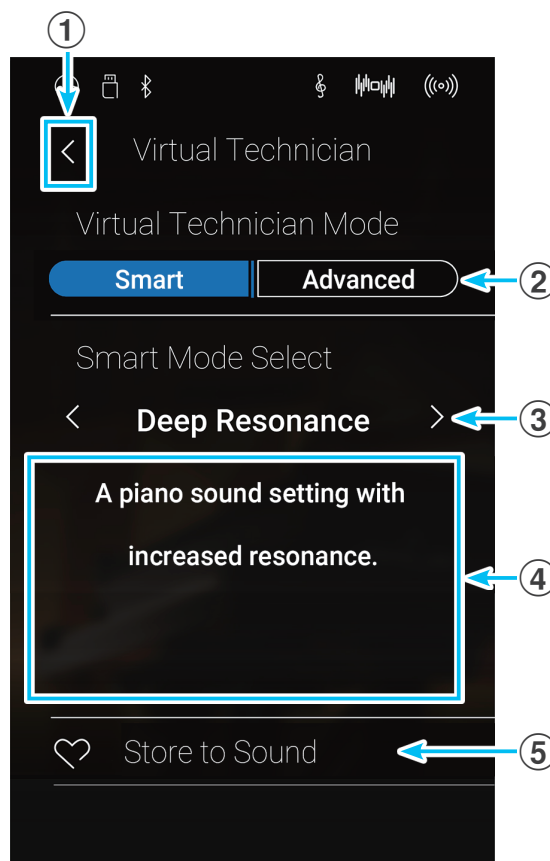 1
Virtual Technician
Virtual Technician Mode
Smart Advanced
2
Smart Mode Select
Deep Resonance
3
A piano sound setting with
increased resonance.
4
Store to Sound
5